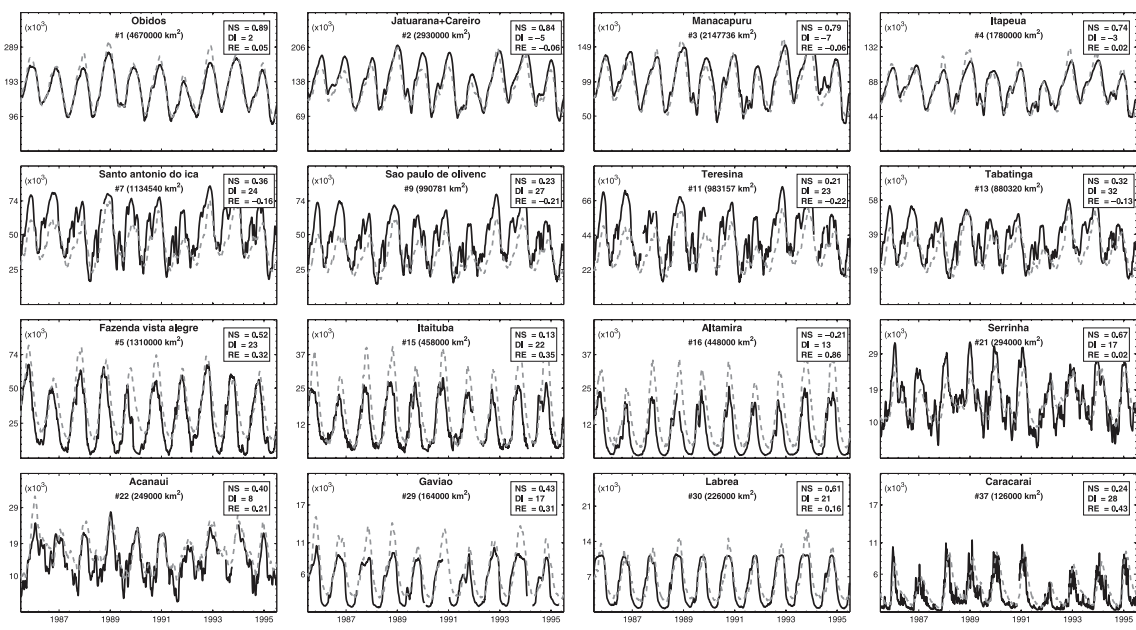 Obidos
(x10³)
#1 (4670000 km²)
NS = 0.89
DI = 2
RE = 0.05
289
193
96
Jatuarana+Careiro
(x10³)
#2 (2930000 km²)
NS = 0.84
DI = −5
RE = −0.06
206
138
69
Manacapuru
(x10³)
#3 (2147736 km²)
NS = 0.79
DI = −7
RE = −0.06
149
99
50
Itapeua
(x10³)
#4 (1780000 km²)
NS = 0.74
DI = −3
RE = 0.02
132
88
44
Santo antonio do ica
(x10³)
#7 (1134540 km²)
NS = 0.36
DI = 24
RE = −0.16
74
50
25
Sao paulo de olivenc
(x10³)
#9 (990781 km²)
NS = 0.23
DI = 27
RE = −0.21
74
50
25
Teresina
(x10³)
#11 (983157 km²)
NS = 0.21
DI = 23
RE = −0.22
66
44
22
Tabatinga
(x10³)
#13 (880320 km²)
NS = 0.32
DI = 32
RE = −0.13
58
39
19
Fazenda vista alegre
(x10³)
#5 (1310000 km²)
NS = 0.52
DI = 23
RE = 0.32
74
50
25
Itaituba
(x10³)
#15 (458000 km²)
NS = 0.13
DI = 22
RE = 0.35
37
25
12
Altamira
(x10³)
#16 (448000 km²)
NS = −0.21
DI = 13
RE = 0.86
37
25
12
Serrinha
(x10³)
#21 (294000 km²)
NS = 0.67
DI = 17
RE = 0.02
29
19
10
Acanaui
(x10³)
#22 (249000 km²)
NS = 0.40
DI = 8
RE = 0.21
29
19
10
1987 1989 1991 1993 1995
Gaviao
(x10³)
#29 (164000 km²)
NS = 0.43
DI = 17
RE = 0.31
17
11
6
1987 1989 1991 1993 1995
Labrea
(x10³)
#30 (226000 km²)
NS = 0.61
DI = 21
RE = 0.16
21
14
7
1987 1989 1991 1993 1995
Caracarai
(x10³)
#37 (126000 km²)
NS = 0.24
DI = 28
RE = 0.43
17
11
6
1987 1989 1991 1993 1995